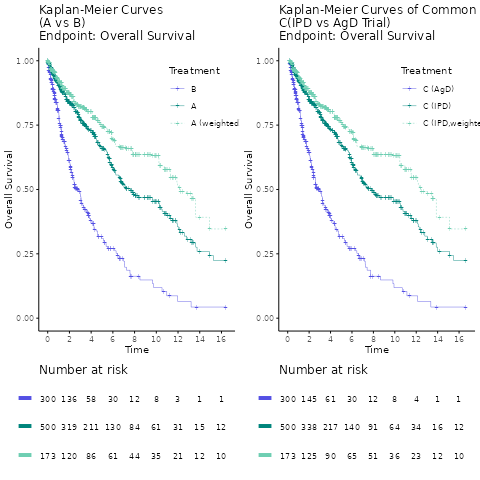 Kaplan-Meier Curves
(A vs B)
Endpoint: Overall Survival
Treatment
B
A
A (weighted
Overall Survival
1.00
0.75
0.50
0.25
0.00
0 2 4 6 8 10 12 14 16
Time
Number at risk
300 136 58 30 12 8 3 1 1
500 319 211 130 84 61 31 15 12
173 120 86 61 44 35 21 12 10
Kaplan-Meier Curves of Common
C(IPD vs AgD Trial)
Endpoint: Overall Survival
Treatment
C (AgD)
C (IPD)
C (IPD,weighte
Overall Survival
1.00
0.75
0.50
0.25
0.00
0 2 4 6 8 10 12 14 16
Time
Number at risk
300 145 61 30 12 8 4 1 1
500 338 217 140 91 64 34 16 12
173 125 90 65 51 36 23 12 10